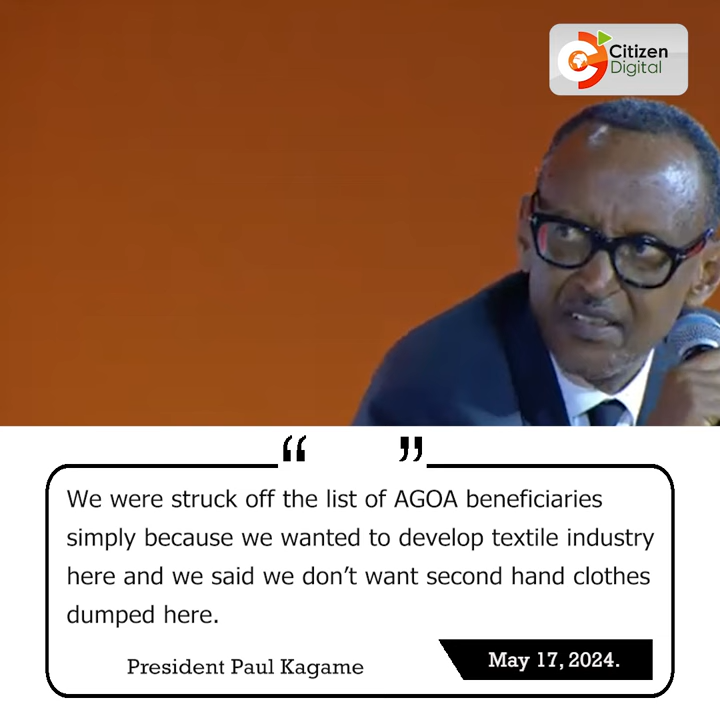 Citizen
Digital
“ ”
We were struck off the list of AGOA beneficiaries
simply because we wanted to develop textile industry
here and we said we don’t want second hand clothes
dumped here.
President Paul Kagame
May 17, 2024.